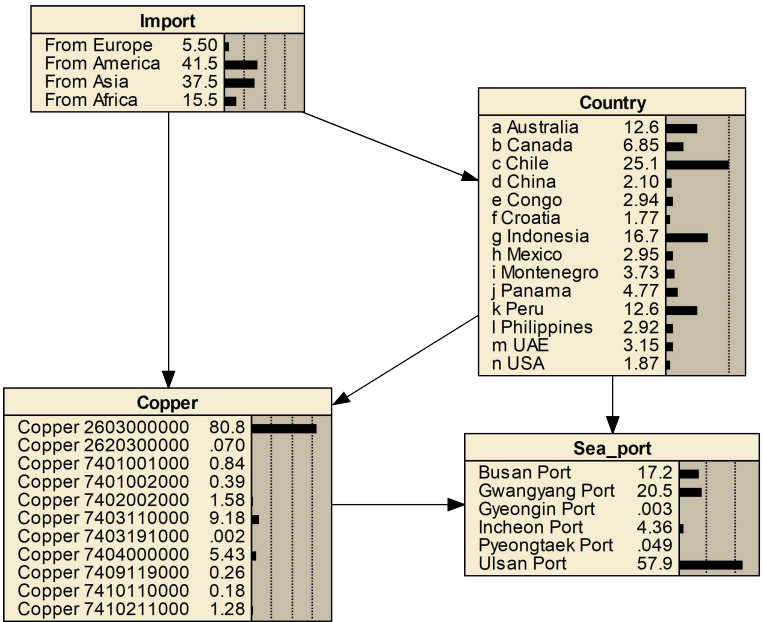 Import
From Europe 5.50
From America 41.5
From Asia 37.5
From Africa 15.5
Country
a Australia 12.6
b Canada 6.85
c Chile 25.1
d China 2.10
e Congo 2.94
f Croatia 1.77
g Indonesia 16.7
h Mexico 2.95
i Montenegro 3.73
j Panama 4.77
k Peru 12.6
l Philippines 2.92
m UAE 3.15
n USA 1.87
Copper
Copper 2603000000 80.8
Copper 2620300000 .070
Copper 7401001000 0.84
Copper 7401002000 0.39
Copper 7402002000 1.58
Copper 7403110000 9.18
Copper 7403191000 .002
Copper 7404000000 5.43
Copper 7409119000 0.26
Copper 7410110000 0.18
Copper 7410211000 1.28
Sea_port
Busan Port 17.2
Gwangyang Port 20.5
Gyeongin Port .003
Incheon Port 4.36
Pyeongtaek Port .049
Ulsan Port 57.9